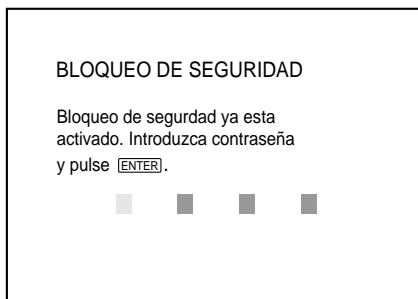 BLOQUEO DE SEGURIDAD
Bloqueo de segurdad ya esta
activado. Introduzca contraseña
y pulse ENTER.